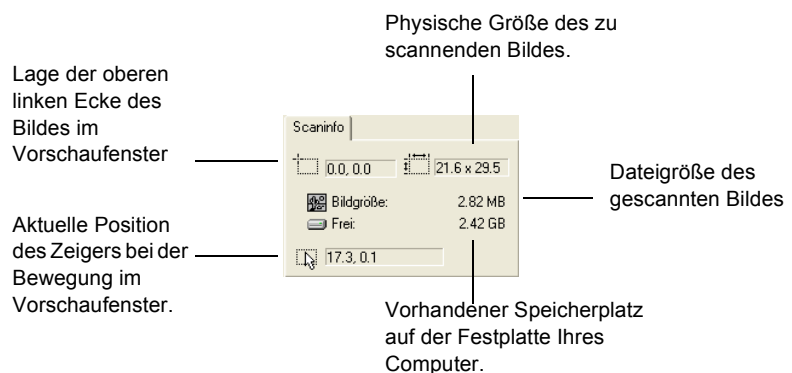 Physische Größe des zu
scannenden Bildes.
Lage der oberen
linken Ecke des
Bildes im
Vorschaufenster
Scaninfo
0.0, 0.0
21.6 x 29.5
Bildgröße:
2.82 MB
Frei:
2.42 GB
17.3, 0.1
Dateigröße des
gescannten Bildes
Aktuelle Position
des Zeigers bei der
Bewegung im
Vorschaufenster.
Vorhandener Speicherplatz
auf der Festplatte Ihres
Computer.